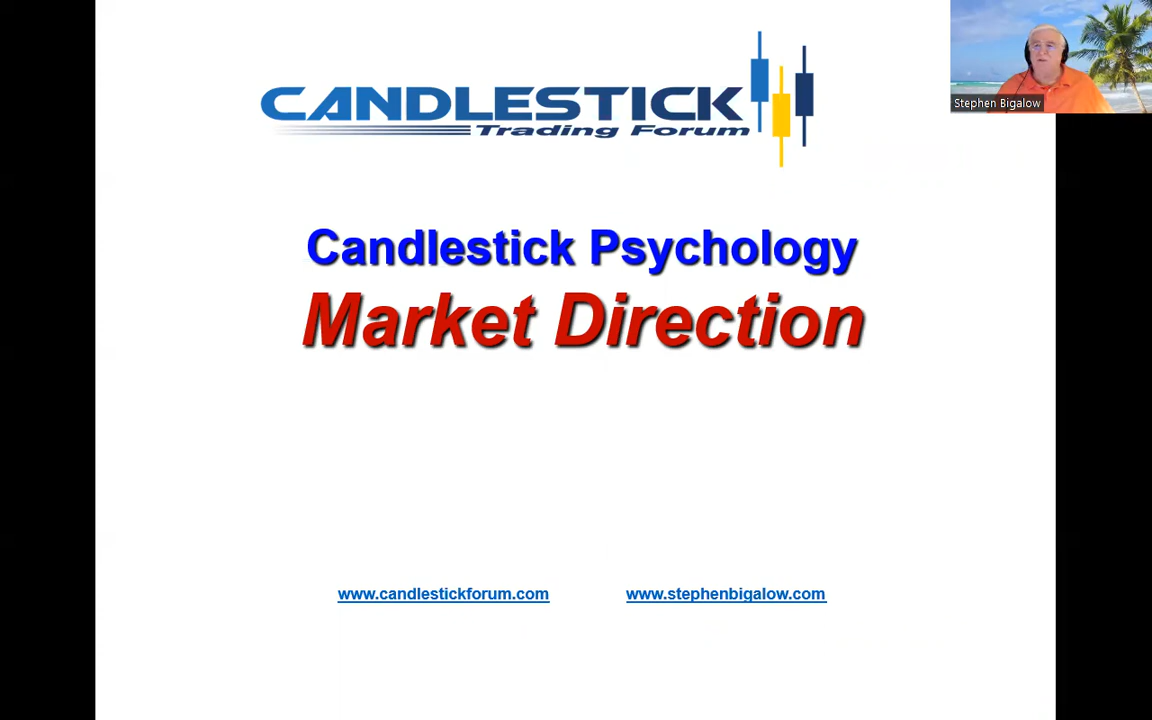 CANDLESTICK
Trading Forum
Stephen Bigalow
Candlestick Psychology
Market Direction
www.candlestickforum.com
www.stephenbigalow.com